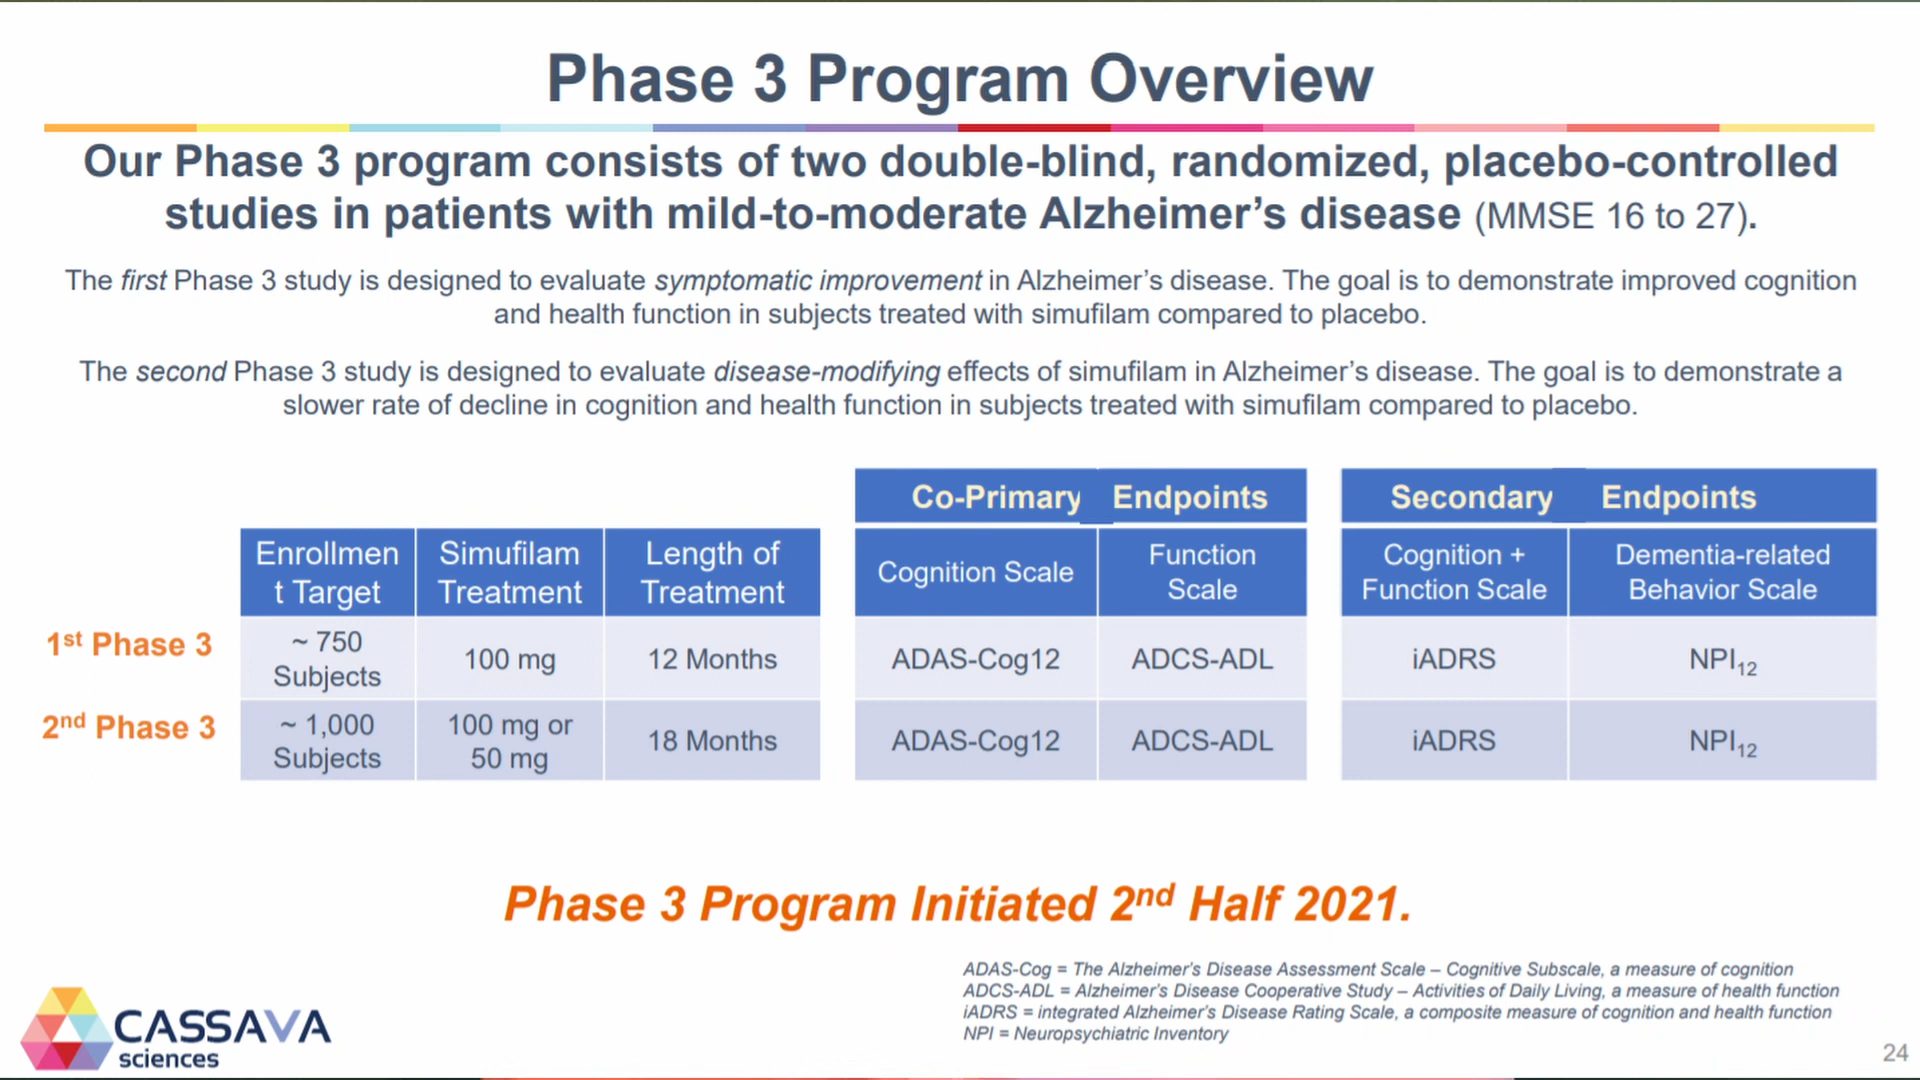 Phase 3 Program Overview
Our Phase 3 program consists of two double-blind, randomized, placebo-controlled
studies in patients with mild-to-moderate Alzheimer’s disease (MMSE 16 to 27).
The first Phase 3 study is designed to evaluate symptomatic improvement in Alzheimer’s disease. The goal is to demonstrate improved cognition
and health function in subjects treated with simufilam compared to placebo.
The second Phase 3 study is designed to evaluate disease-modifying effects of simufilam in Alzheimer’s disease. The goal is to demonstrate a
slower rate of decline in cognition and health function in subjects treated with simufilam compared to placebo.
Co-Primary Endpoints Secondary Endpoints
Enrollmen
t Target
Simufilam
Treatment
Length of
Treatment
Cognition Scale
Function
Scale
Cognition +
Function Scale
Dementia-related
Behavior Scale
1st Phase 3
~ 750
Subjects
100 mg
12 Months
ADAS-Cog12
ADCS-ADL
iADRS
NPI12
2nd Phase 3
~ 1,000
Subjects
100 mg or
50 mg
18 Months
ADAS-Cog12
ADCS-ADL
iADRS
NPI12
Phase 3 Program Initiated 2nd Half 2021.
ADAS-Cog = The Alzheimer’s Disease Assessment Scale – Cognitive Subscale, a measure of cognition
ADCS-ADL = Alzheimer’s Disease Cooperative Study – Activities of Daily Living, a measure of health function
iADRS = integrated Alzheimer’s Disease Rating Scale, a composite measure of cognition and health function
NPI = Neuropsychiatric Inventory
CASSAVA
sciences
24